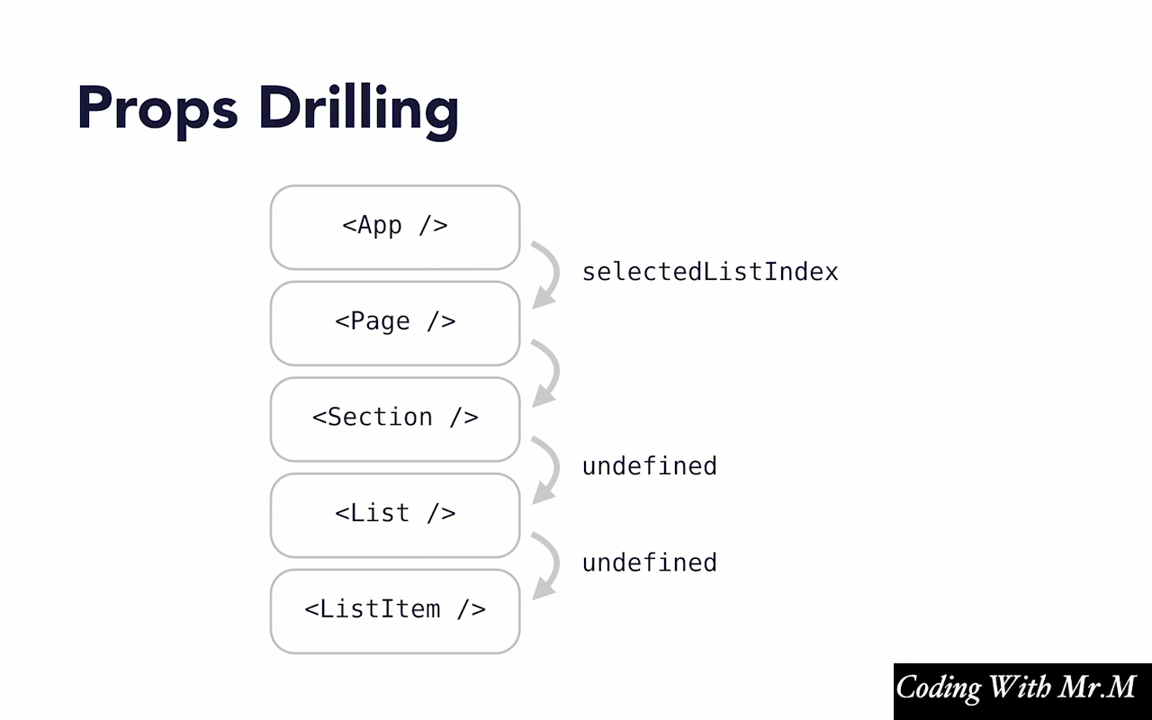 Props Drilling
<App />
selectedListIndex
<Page />
<Section />
undefined
<List />
undefined
<ListItem />
Coding With Mr.M